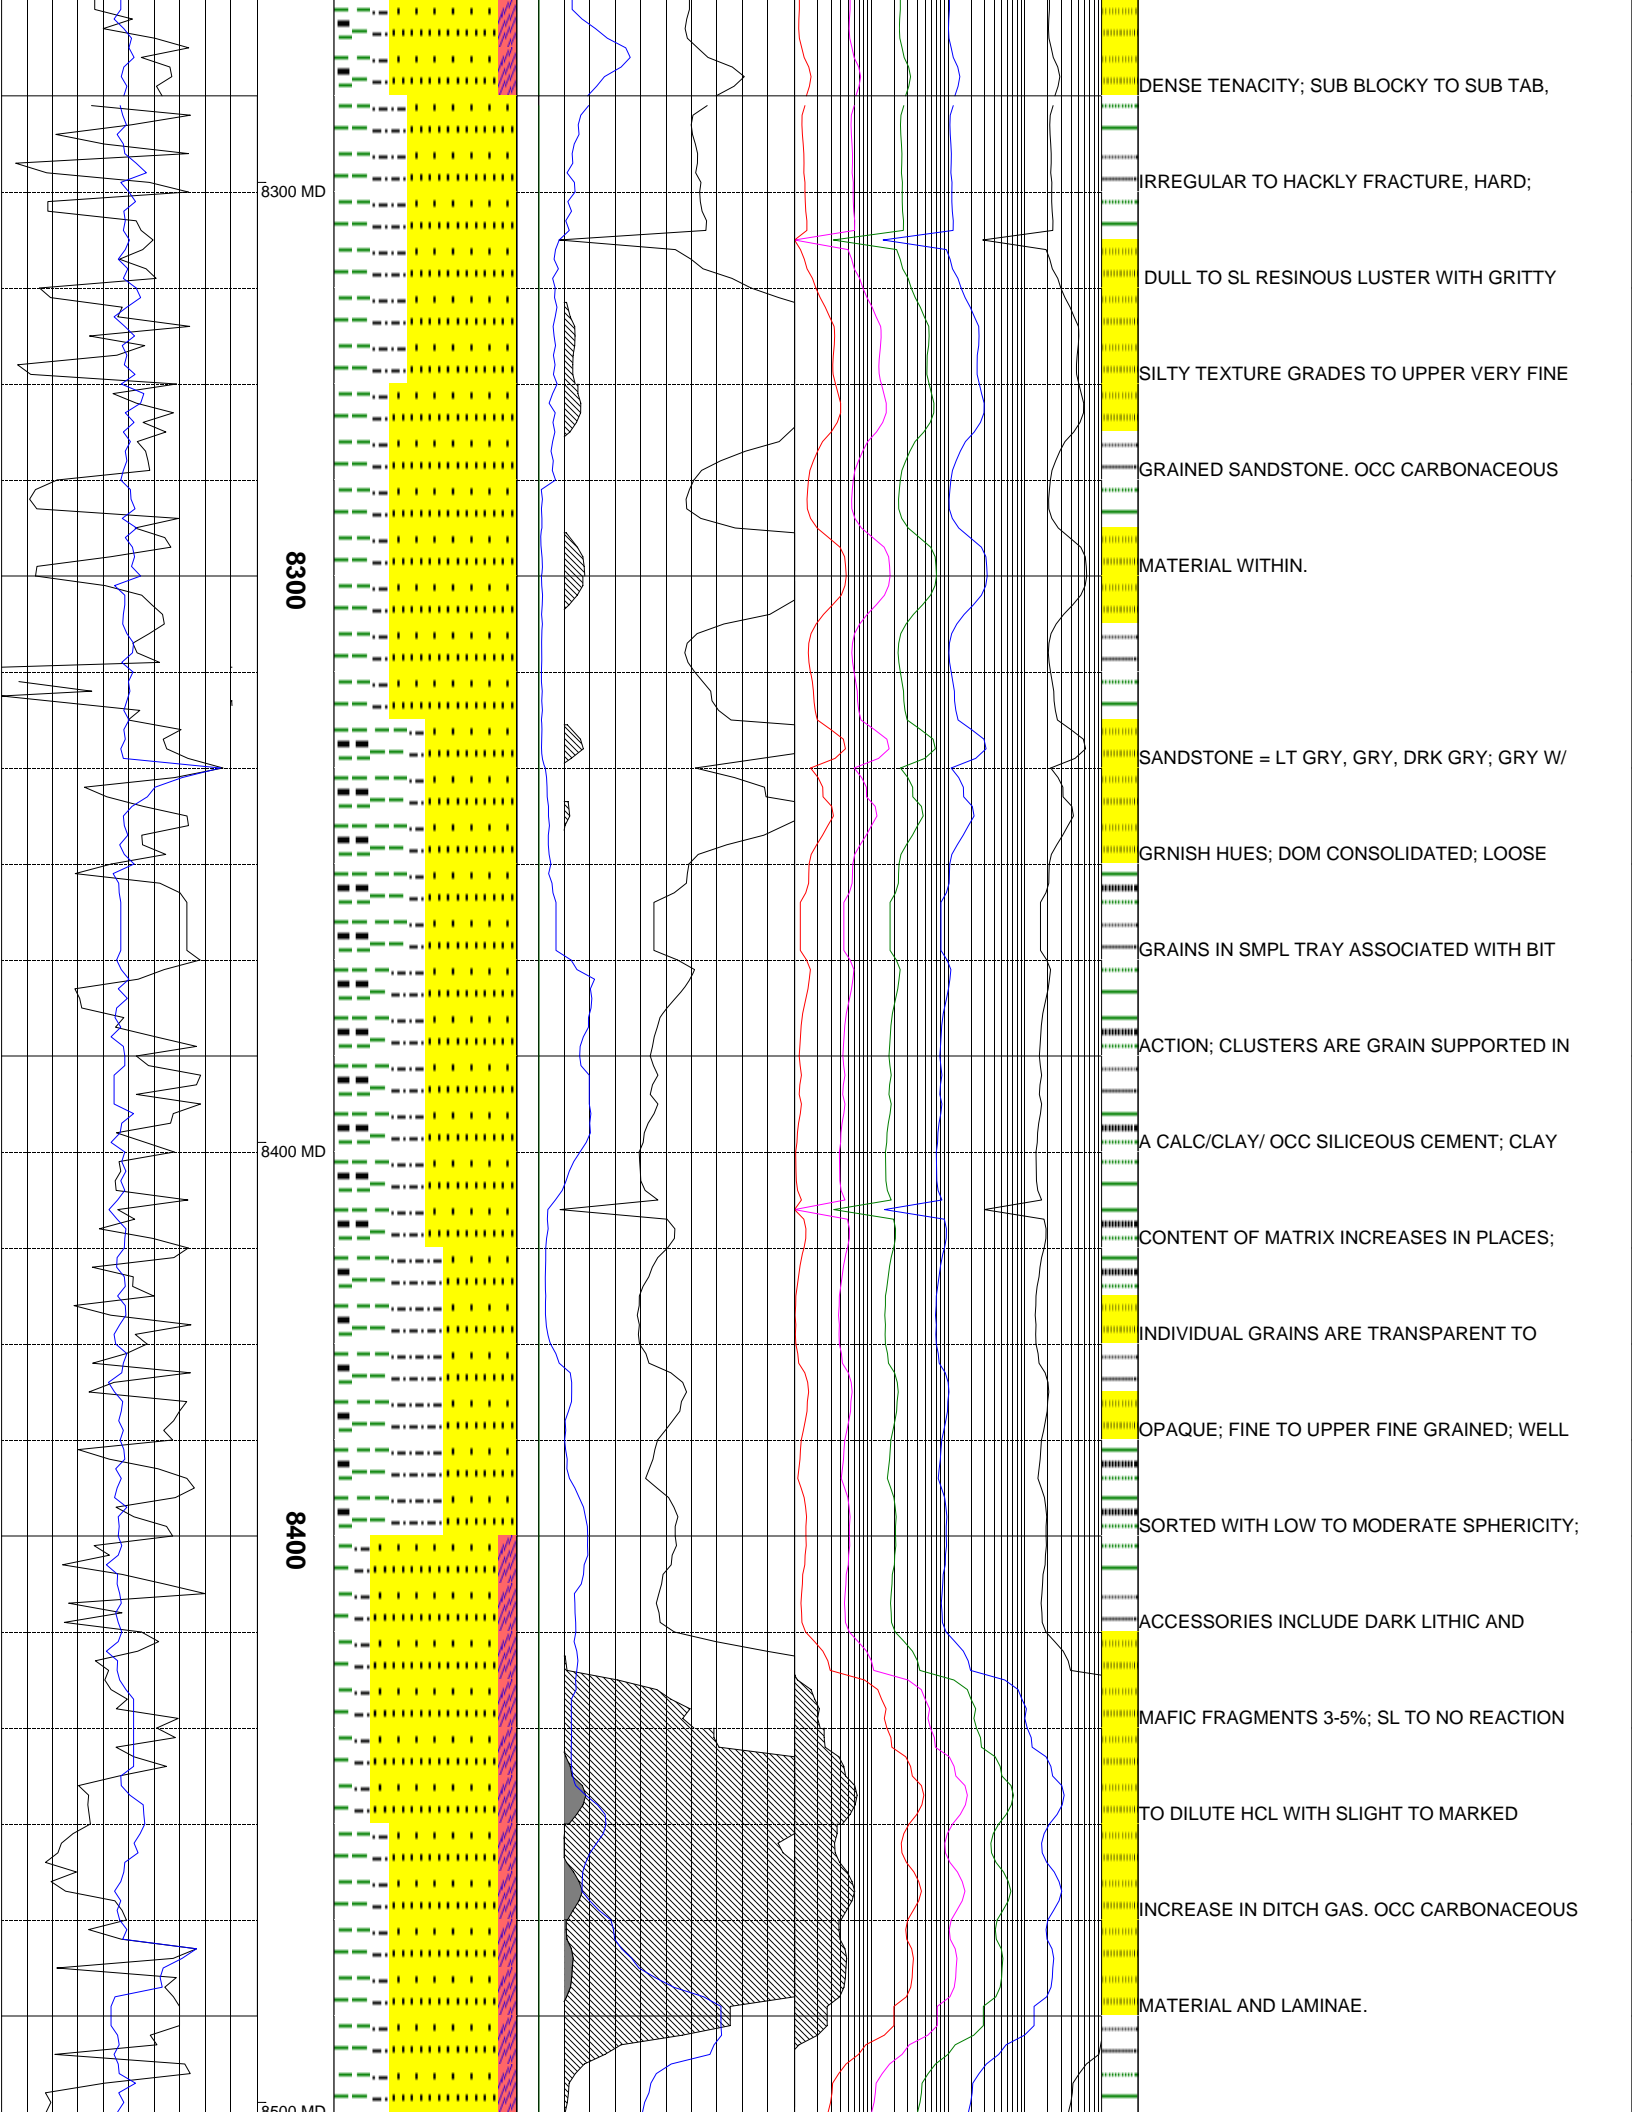 DENSE TENACITY; SUB BLOCKY TO SUB TAB,
8300 MD
IRREGULAR TO HACKLY FRACTURE, HARD;
DULL TO SL RESINOUS LUSTER WITH GRITTY
SILTY TEXTURE GRADES TO UPPER VERY FINE
GRAINED SANDSTONE. OCC CARBONACEOUS
8300
MATERIAL WITHIN.
SANDSTONE = LT GRY, GRY, DRK GRY; GRY W/
GRNISH HUES; DOM CONSOLIDATED; LOOSE
GRAINS IN SMPL TRAY ASSOCIATED WITH BIT
ACTION; CLUSTERS ARE GRAIN SUPPORTED IN
8400 MD
A CALC/CLAY/ OCC SILICEOUS CEMENT; CLAY
CONTENT OF MATRIX INCREASES IN PLACES;
INDIVIDUAL GRAINS ARE TRANSPARENT TO
OPAQUE; FINE TO UPPER FINE GRAINED; WELL
8400
SORTED WITH LOW TO MODERATE SPHERICITY;
ACCESSORIES INCLUDE DARK LITHIC AND
MAFIC FRAGMENTS 3-5%; SL TO NO REACTION
TO DILUTE HCL WITH SLIGHT TO MARKED
INCREASE IN DITCH GAS. OCC CARBONACEOUS
MATERIAL AND LAMINAE.
8500 MD